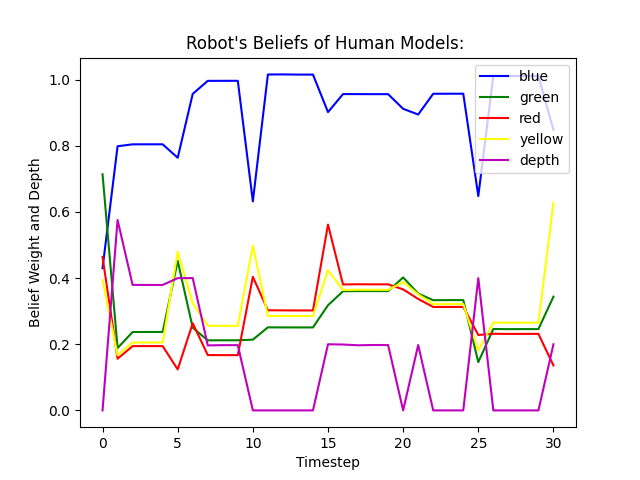 Robot's Beliefs of Human Models:
Belief Weight and Depth
1.0
0.8
0.6
0.4
0.2
0.0
blue
green
red
yellow
depth
0 5 10 15 20 25 30
Timestep